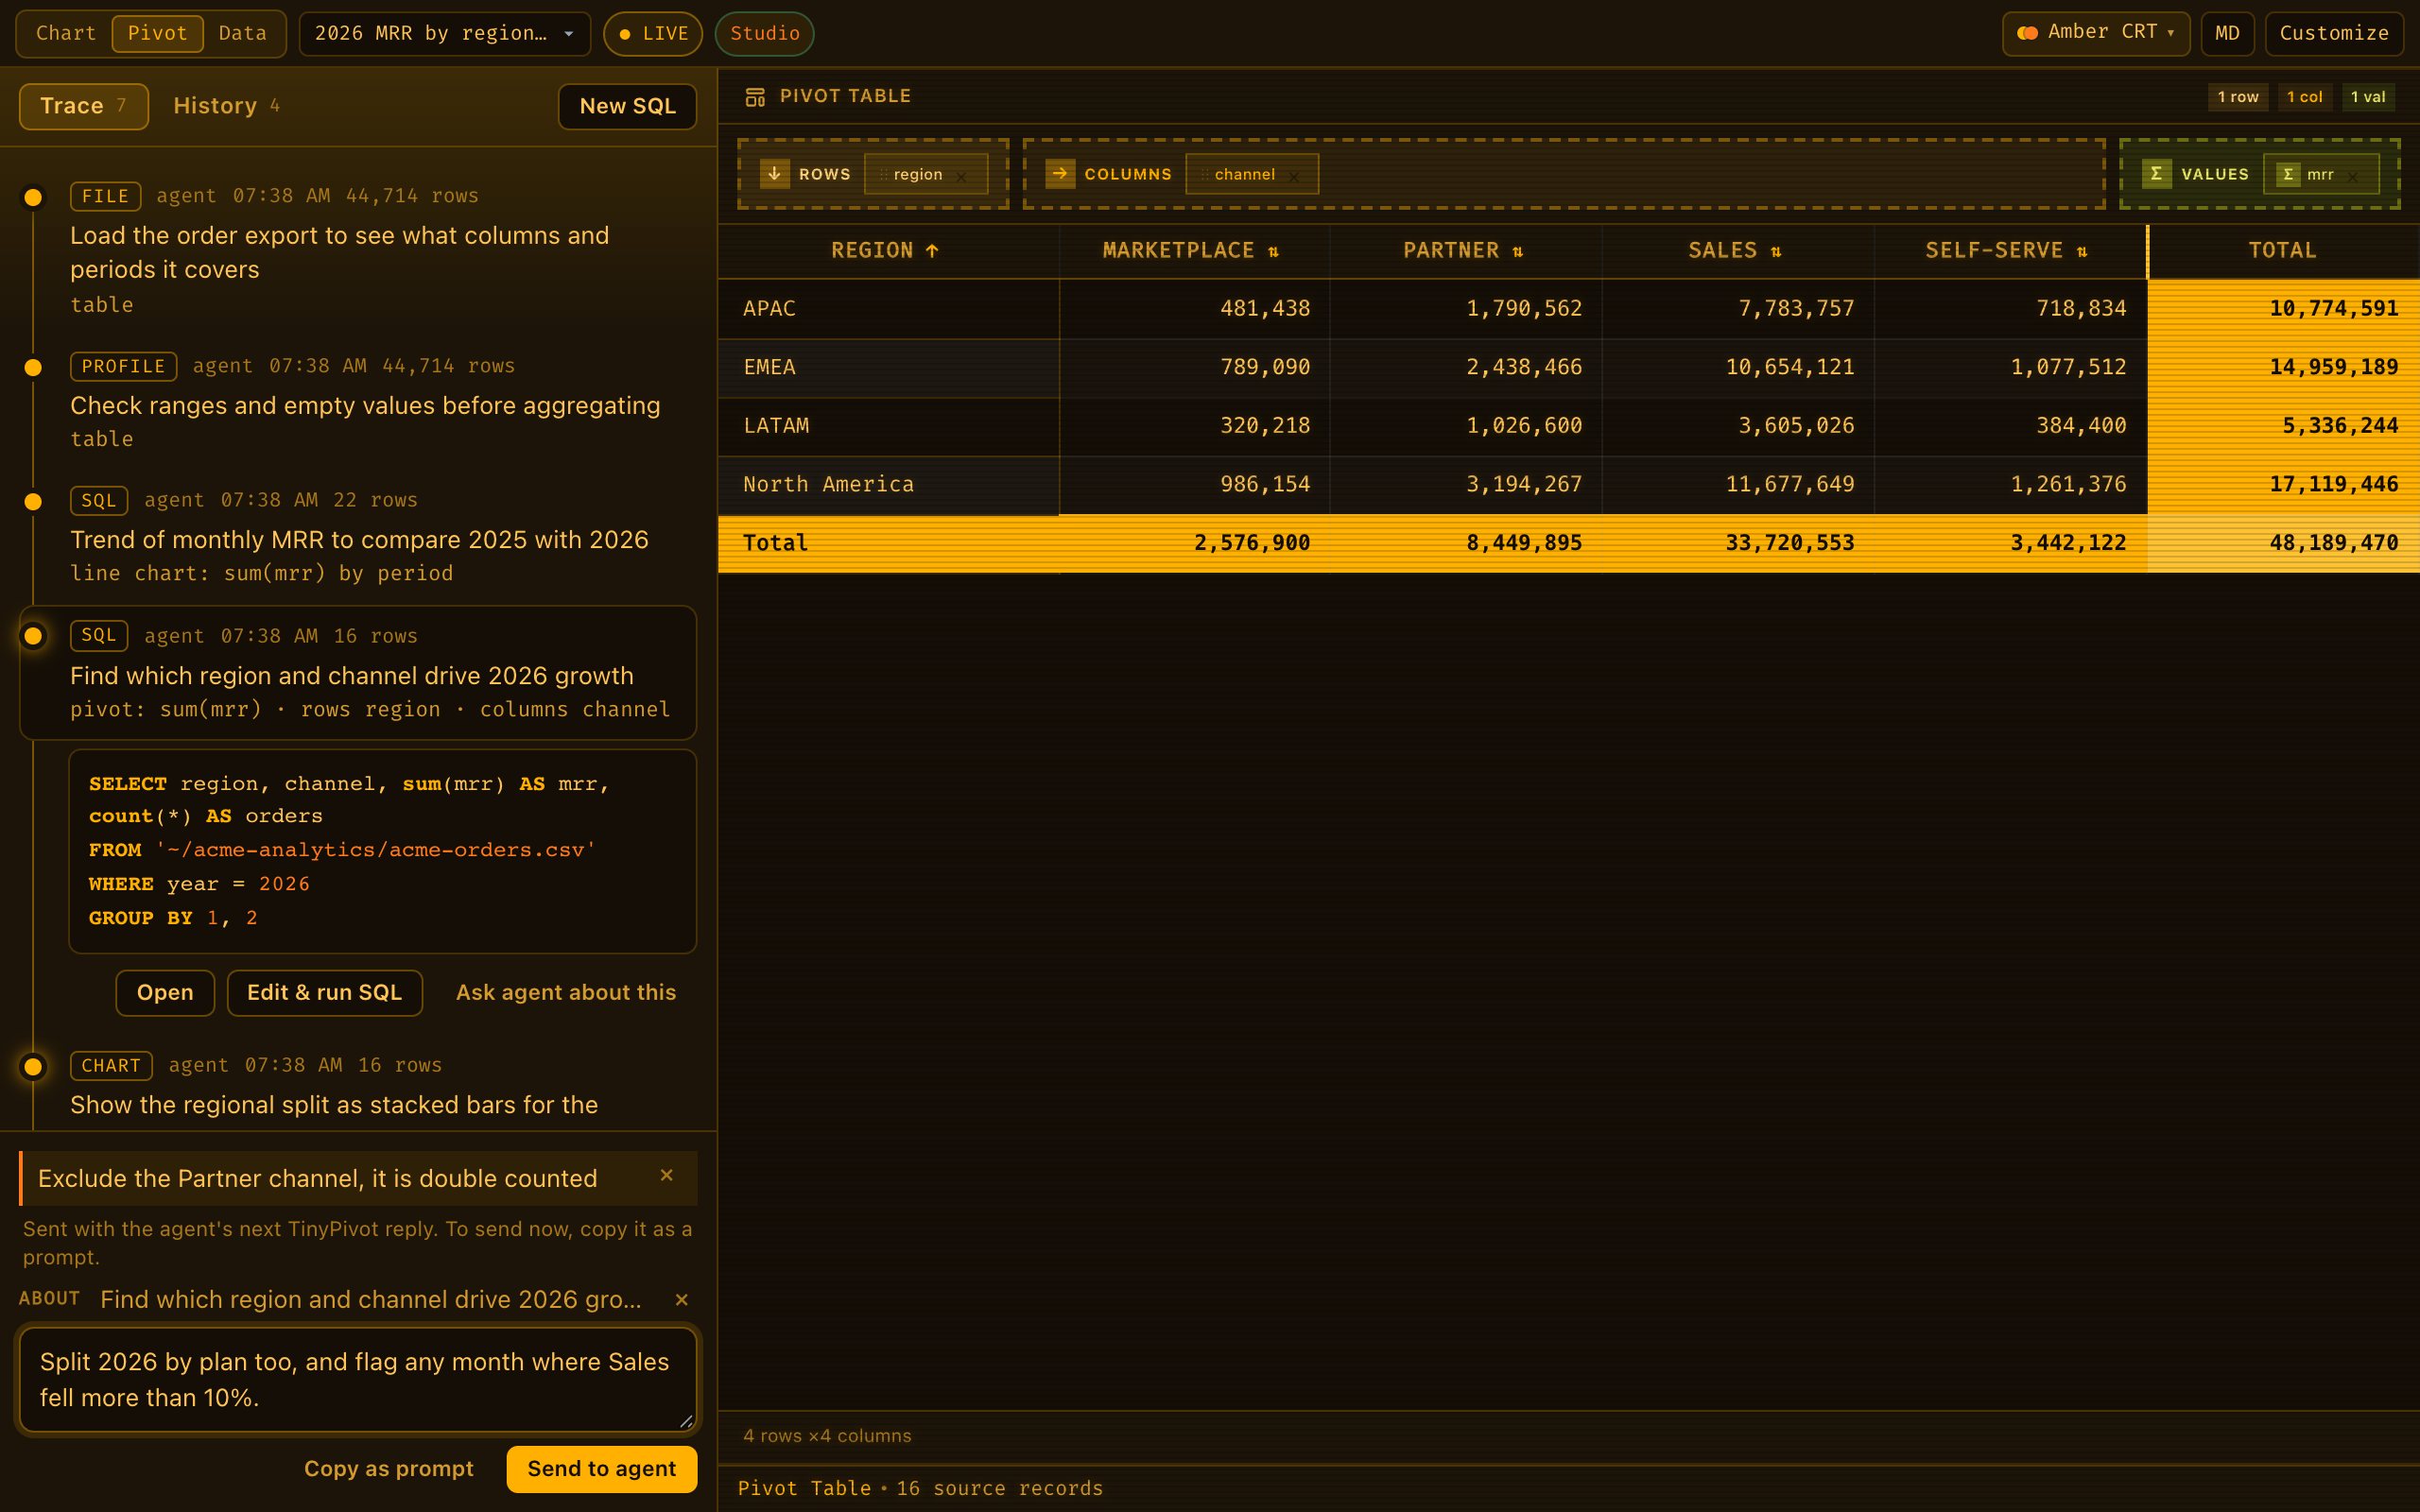 Chart Pivot Data 2026 MRR by region… LIVE Studio Amber CRT ▾ MD Customize
Trace 7 History 4 New SQL
FILE agent 07:38 AM 44,714 rows
Load the order export to see what columns and
periods it covers
table
PROFILE agent 07:38 AM 44,714 rows
Check ranges and empty values before aggregating
table
SQL agent 07:38 AM 22 rows
Trend of monthly MRR to compare 2025 with 2026
line chart: sum(mrr) by period
SQL agent 07:38 AM 16 rows
Find which region and channel drive 2026 growth
pivot: sum(mrr) · rows region · columns channel
SELECT region, channel, sum(mrr) AS mrr,
count(*) AS orders
FROM '~/acme-analytics/acme-orders.csv'
WHERE year = 2026
GROUP BY 1, 2
Open Edit & run SQL Ask agent about this
CHART agent 07:38 AM 16 rows
Show the regional split as stacked bars for the
Exclude the Partner channel, it is double counted ×
Sent with the agent's next TinyPivot reply. To send now, copy it as a
prompt.
ABOUT Find which region and channel drive 2026 gro… ×
Split 2026 by plan too, and flag any month where Sales
fell more than 10%.
Copy as prompt Send to agent
PIVOT TABLE 1 row 1 col 1 val
↓ ROWS region × → COLUMNS channel × Σ VALUES Σ mrr ×
REGION ↑ MARKETPLACE ⇅ PARTNER ⇅ SALES ⇅ SELF-SERVE ⇅ TOTAL
APAC 481,438 1,790,562 7,783,757 718,834 10,774,591
EMEA 789,090 2,438,466 10,654,121 1,077,512 14,959,189
LATAM 320,218 1,026,600 3,605,026 384,400 5,336,244
North America 986,154 3,194,267 11,677,649 1,261,376 17,119,446
Total 2,576,900 8,449,895 33,720,553 3,442,122 48,189,470
4 rows ×4 columns
Pivot Table • 16 source records